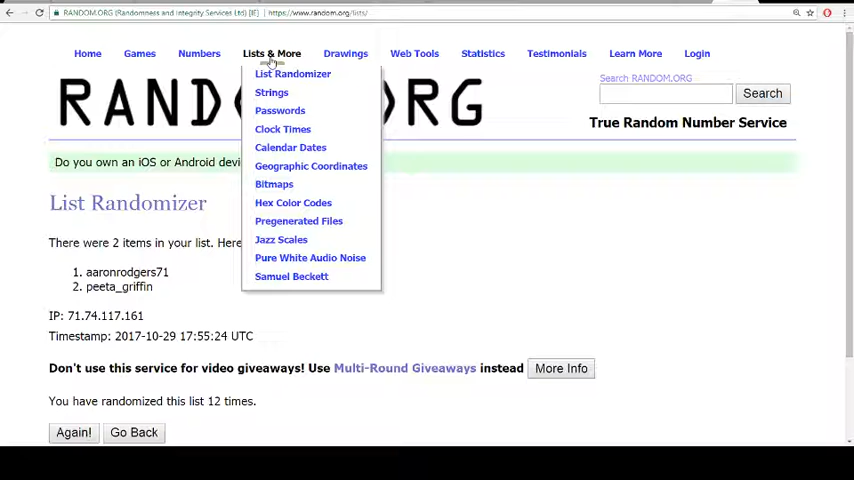 RANDOM.ORG (Randomness and Integrity Services Ltd) [IE] https://www.random.org/lists/
Home Games Numbers Lists & More Drawings Web Tools Statistics Testimonials Learn More Login
List Randomizer
Strings
Passwords
Clock Times
Calendar Dates
Geographic Coordinates
Bitmaps
Hex Color Codes
Pregenerated Files
Jazz Scales
Pure White Audio Noise
Samuel Beckett
Search RANDOM.ORG
Search
True Random Number Service
Do you own an iOS or Android devi
List Randomizer
There were 2 items in your list. Here
1. aaronrodgers71
2. peeta_griffin
IP: 71.74.117.161
Timestamp: 2017-10-29 17:55:24 UTC
Don't use this service for video giveaways! Use Multi-Round Giveaways instead More Info
You have randomized this list 12 times.
Again! Go Back